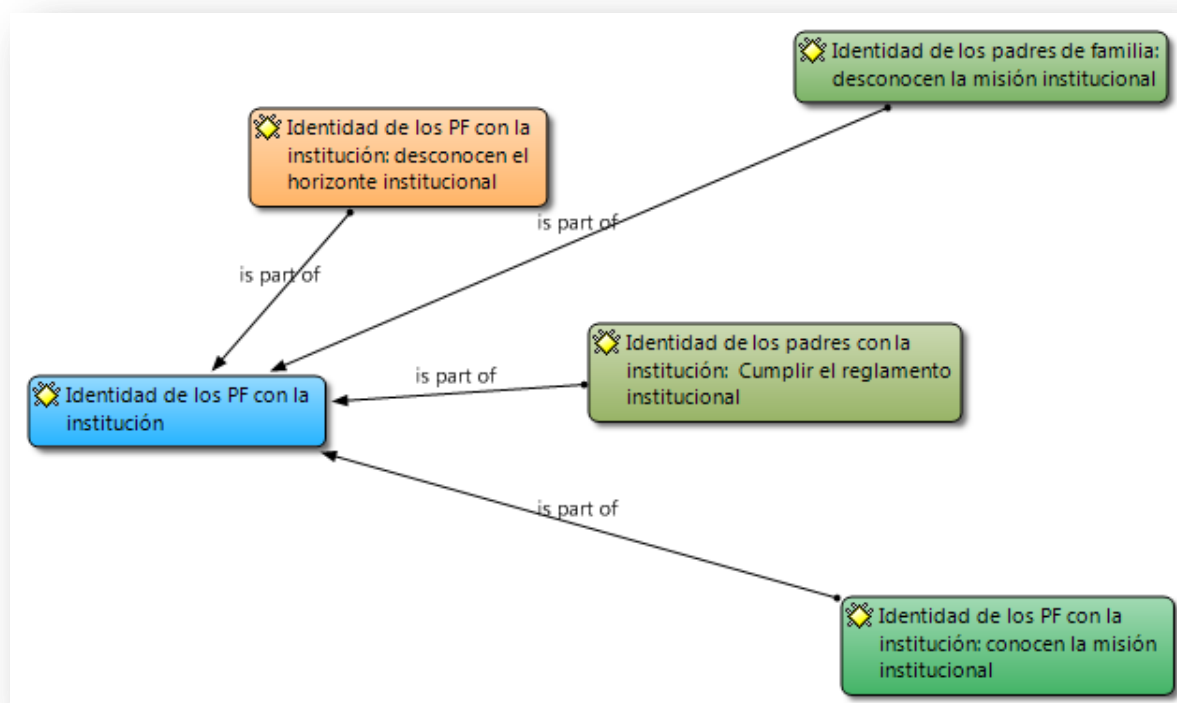 Identidad de los padres de familia:
desconocen la misión institucional
Identidad de los PF con la
institución: desconocen el
horizonte institucional
is part of
is part of
Identidad de los padres con la
institución:  Cumplir el reglamento
institucional
is part of
Identidad de los PF con la
institución
is part of
Identidad de los PF con la
institución: conocen la misión
institucional